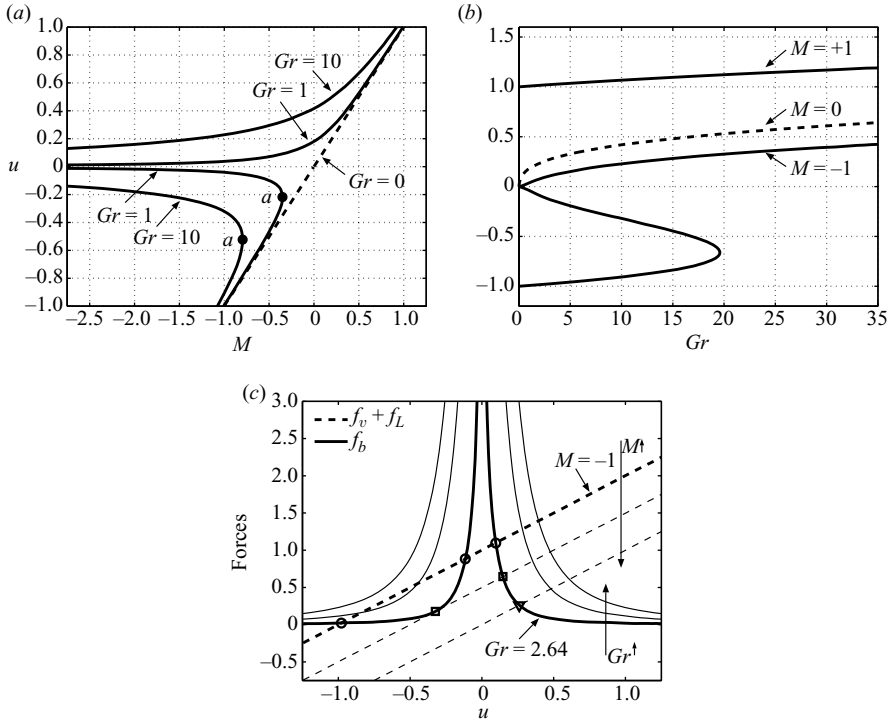 (a)
1.0
0.8
0.6
0.4
0.2
0
–0.2
–0.4
–0.6
–0.8
–1.0
u
Gr = 10
Gr = 1
Gr = 0
Gr = 1
Gr = 10
a
a
–2.5 –2.0 –1.5 –1.0 –0.5 0 0.5 1.0
M
(b)
1.5
1.0
0.5
0
–0.5
–1.0
M = +1
M = 0
M = –1
0 5 10 15 20 25 30 35
Gr
(c)
3.0
2.5
2.0
1.5
1.0
0.5
0
–0.5
Forces
f_v + f_L
f_b
M = –1
M
Gr = 2.64
Gr
–1.0 –0.5 0 0.5 1.0
u